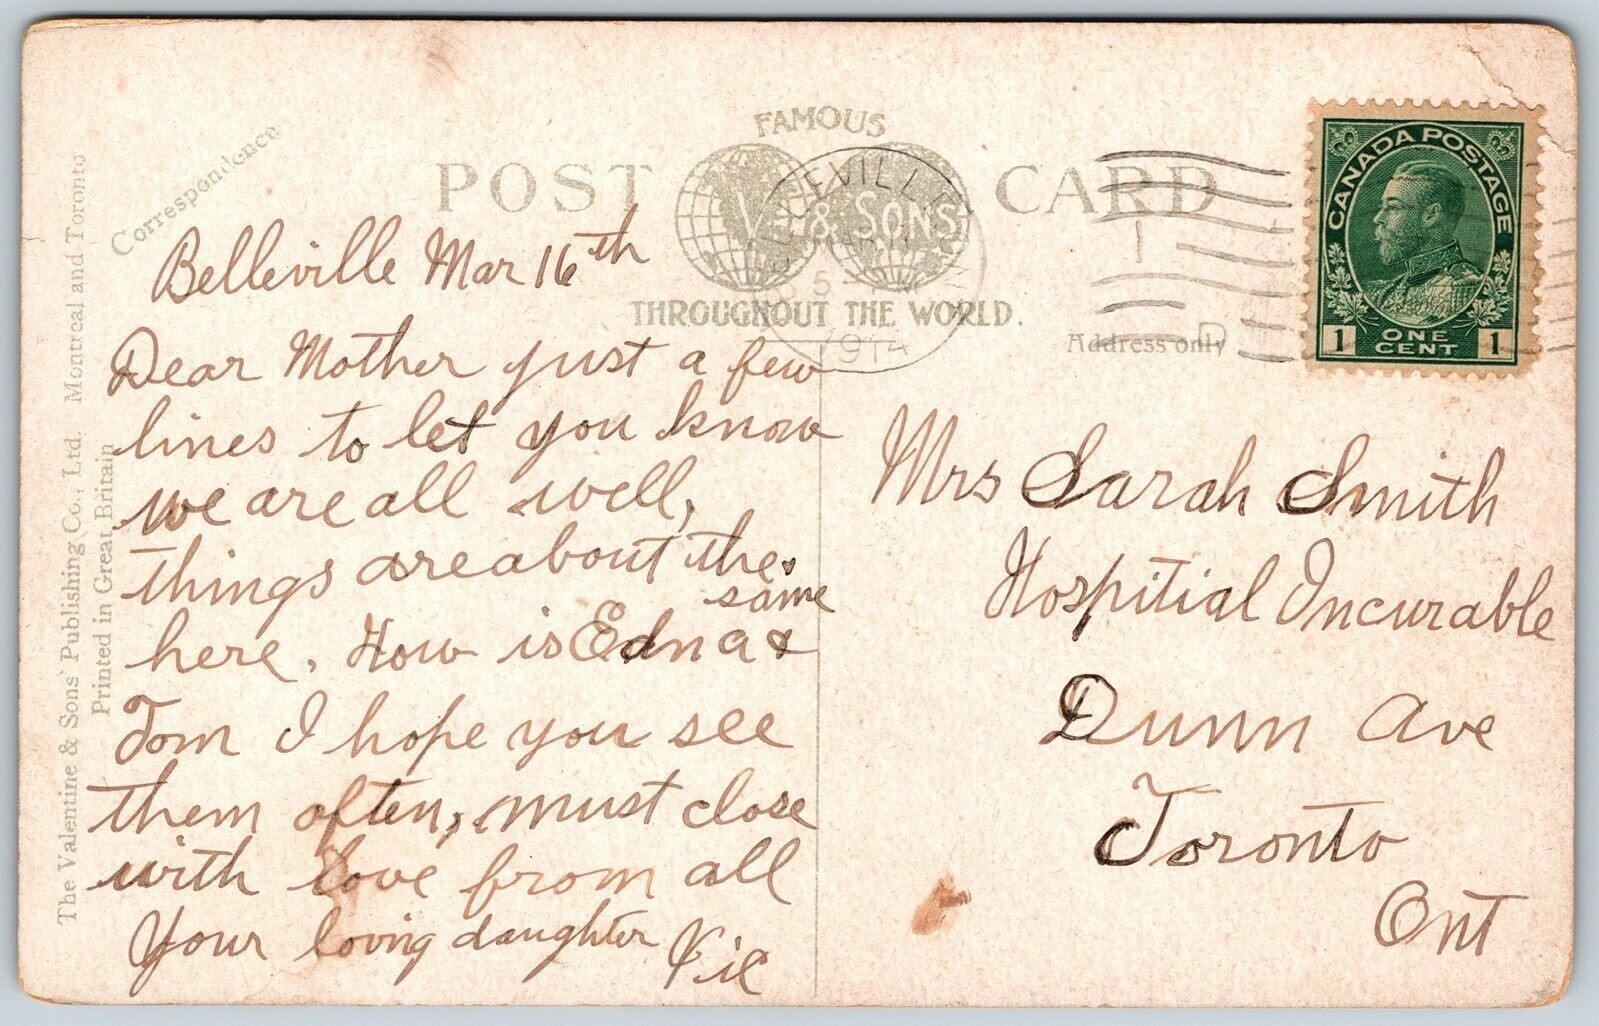 Correspondence
POST CARD
FAMOUS
V. & SONS
THROUGHOUT THE WORLD.
Address only
The Valentine & Sons' Publishing Co., Ltd. Montreal and Toronto
Printed in Great Britain
1914
CANADA POSTAGE
1 ONE CENT 1
Belleville Mar 16th
Dear Mother just a few
lines to let you know
we are all well,
things are about the
same
here. How is Edna &
Tom I hope you see
them often, must close
with love from all
Your loving daughter Vic
Mrs Sarah Smith
Hospitial Incurable
Dunn Ave
Toronto
Ont